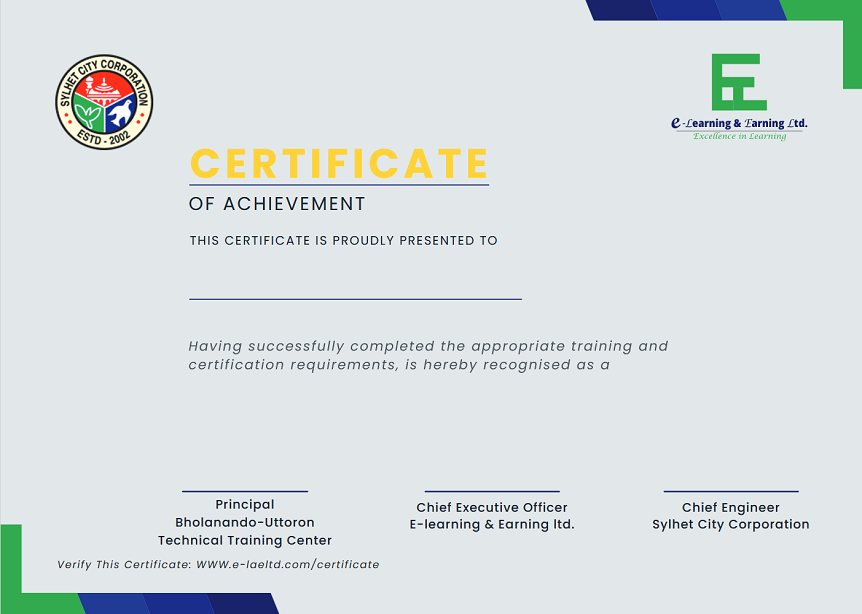 SYLHET CITY CORPORATION
ESTD - 2002
e-Learning & Earning Ltd.
Excellence in Learning
CERTIFICATE
OF ACHIEVEMENT
THIS CERTIFICATE IS PROUDLY PRESENTED TO
Having successfully completed the appropriate training and
certification requirements, is hereby recognised as a
Principal
Bholanando-Uttoron
Technical Training Center
Chief Executive Officer
E-learning & Earning ltd.
Chief Engineer
Sylhet City Corporation
Verify This Certificate: WWW.e-laeltd.com/certificate